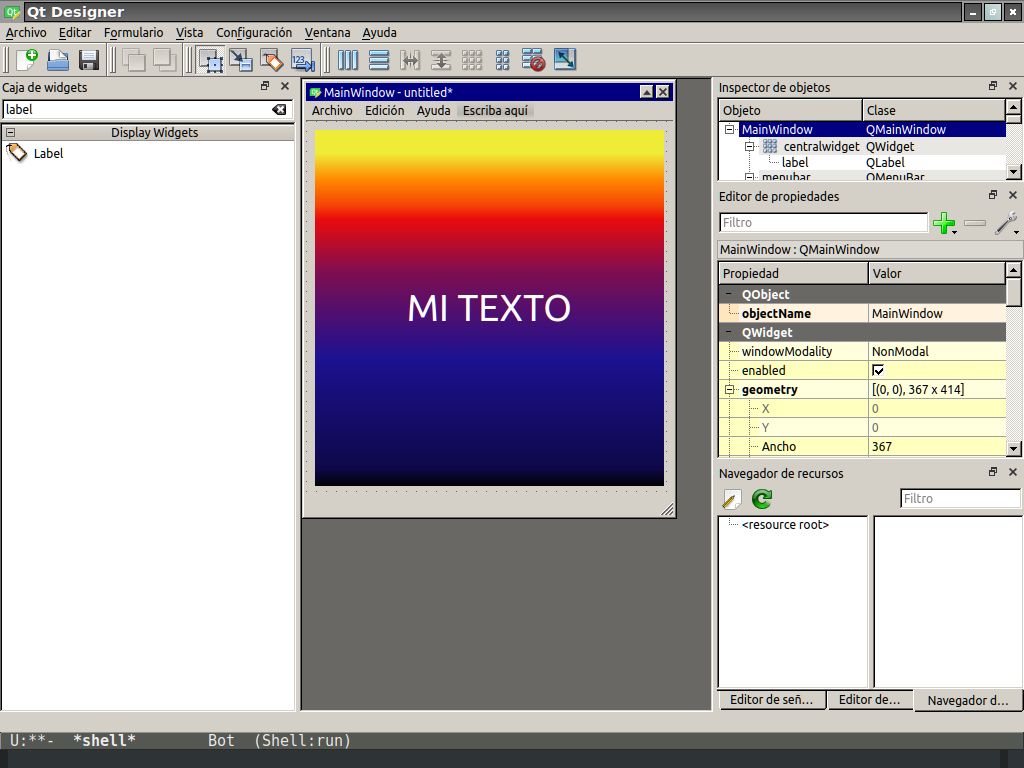 Qt Designer
Archivo Editar Formulario Vista Configuración Ventana Ayuda
123
Caja de widgets
label
Display Widgets
Label
MainWindow - untitled*
Archivo Edición Ayuda Escriba aquí
MI TEXTO
Inspector de objetos
Objeto Clase
MainWindow QMainWindow
centralwidget QWidget
label QLabel
menubar QMenuBar
Editor de propiedades
Filtro
MainWindow : QMainWindow
Propiedad Valor
QObject
objectName MainWindow
QWidget
windowModality NonModal
enabled
geometry [(0, 0), 367 x 414]
X 0
Y 0
Ancho 367
Navegador de recursos
Filtro
<resource root>
Editor de señ... Editor de... Navegador d...
U:**- *shell* Bot (Shell:run)